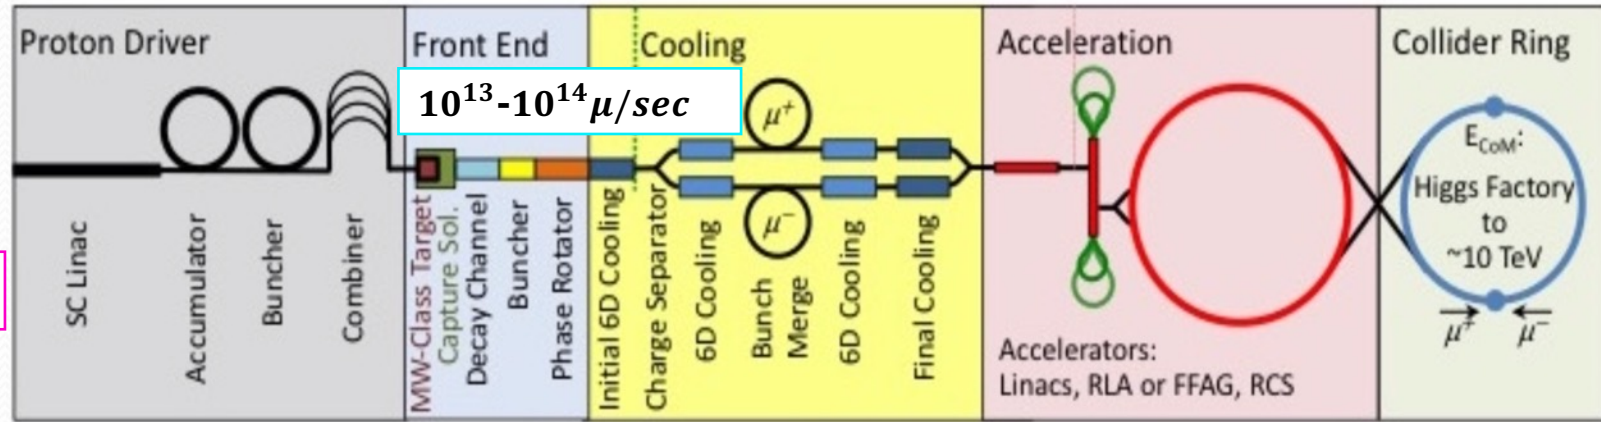 Proton Driver
SC Linac
Accumulator
Buncher
Combiner
Front End
10¹³-10¹⁴μ/sec
MW-Class Target
Capture Sol.
Decay Channel
Buncher
Phase Rotator
Cooling
Initial 6D Cooling
Charge Separator
μ⁺
μ⁻
6D Cooling
Bunch
Merge
6D Cooling
Final Cooling
Acceleration
Accelerators:
Linacs, RLA or FFAG, RCS
Collider Ring
E_CoM:
Higgs Factory
to
~10 TeV
μ⁺ μ⁻